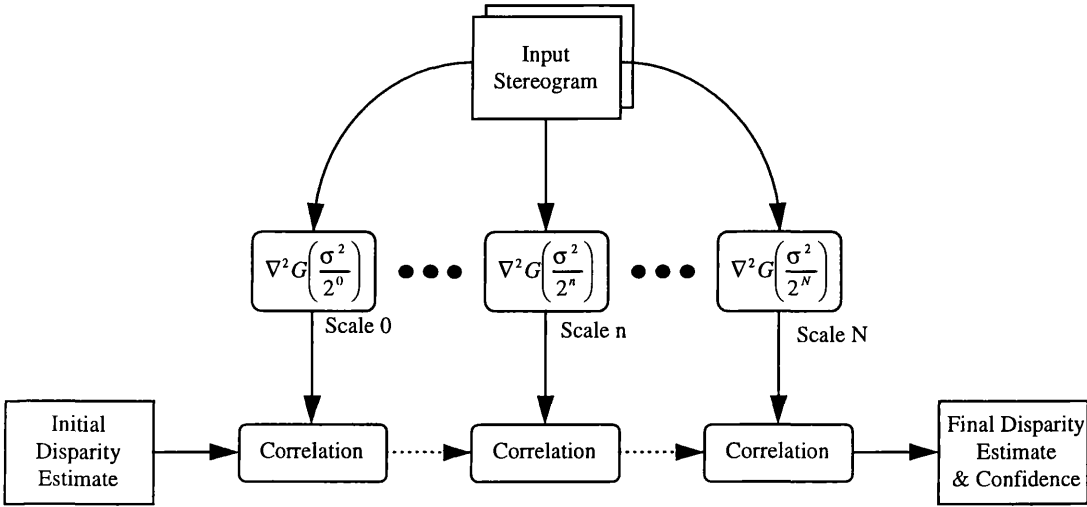 Input
Stereogram
∇²G(σ²/2⁰)
∇²G(σ²/2ⁿ)
∇²G(σ²/2ᴺ)
Scale 0
Scale n
Scale N
Initial
Disparity
Estimate
Correlation
Correlation
Correlation
Final Disparity
Estimate
& Confidence